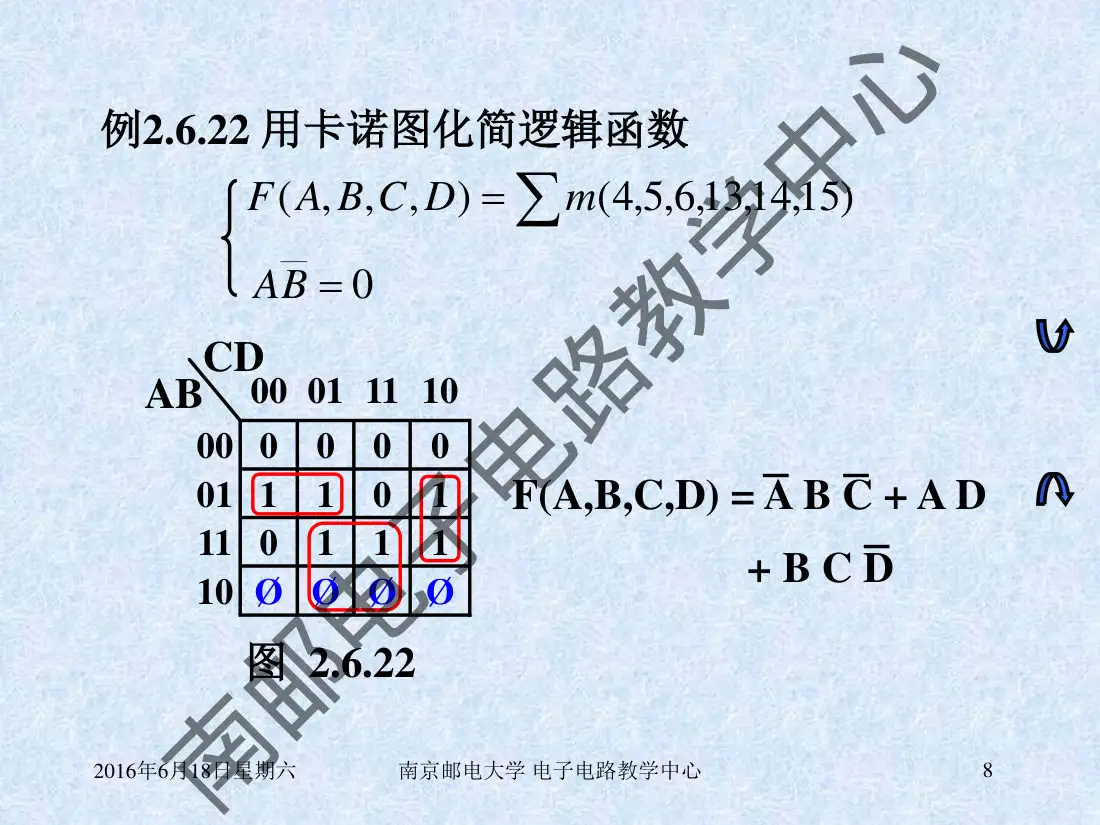 例2.6.22 用卡诺图化简逻辑函数
F(A,B,C,D) = ∑m(4,5,6,13,14,15)
AB̅ = 0
CD
AB 00 01 11 10
00 0 0 0 0
01 1 1 0 1
11 0 1 1 1
10 Ø Ø Ø Ø
F(A,B,C,D) = A̅ B C̅ + A D
+ B C D̅
图 2.6.22
南邮电子电路教学中心
2016年6月18日星期六 南京邮电大学 电子电路教学中心 8